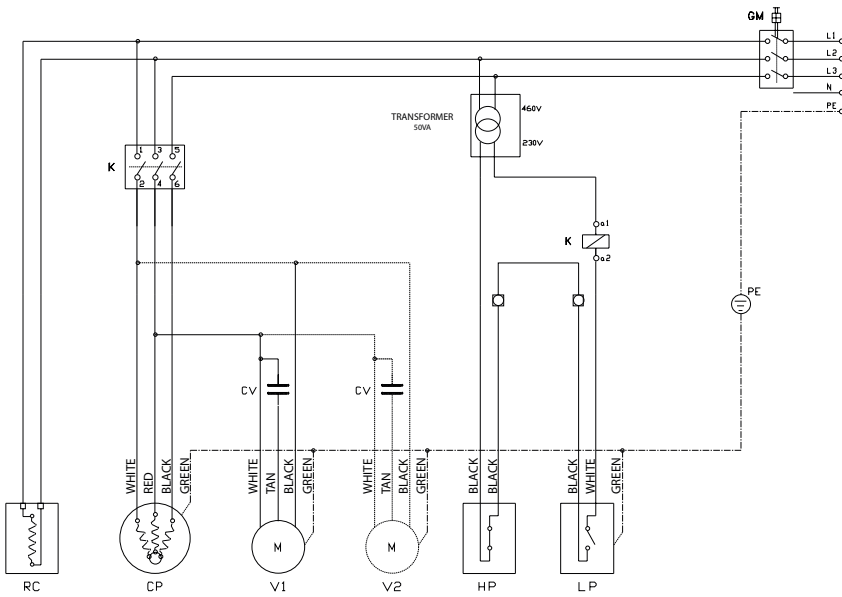 GM
L1
L2
L3
N
PE
TRANSFORMER
50VA
460V
230V
1 3 5
K
2 4 6
a1
K
a2
PE
CV
CV
WHITE
RED
BLACK
GREEN
WHITE
TAN
BLACK
GREEN
WHITE
TAN
BLACK
GREEN
BLACK
BLACK
BLACK
WHITE
GREEN
M
M
RC
CP
V1
V2
HP
LP